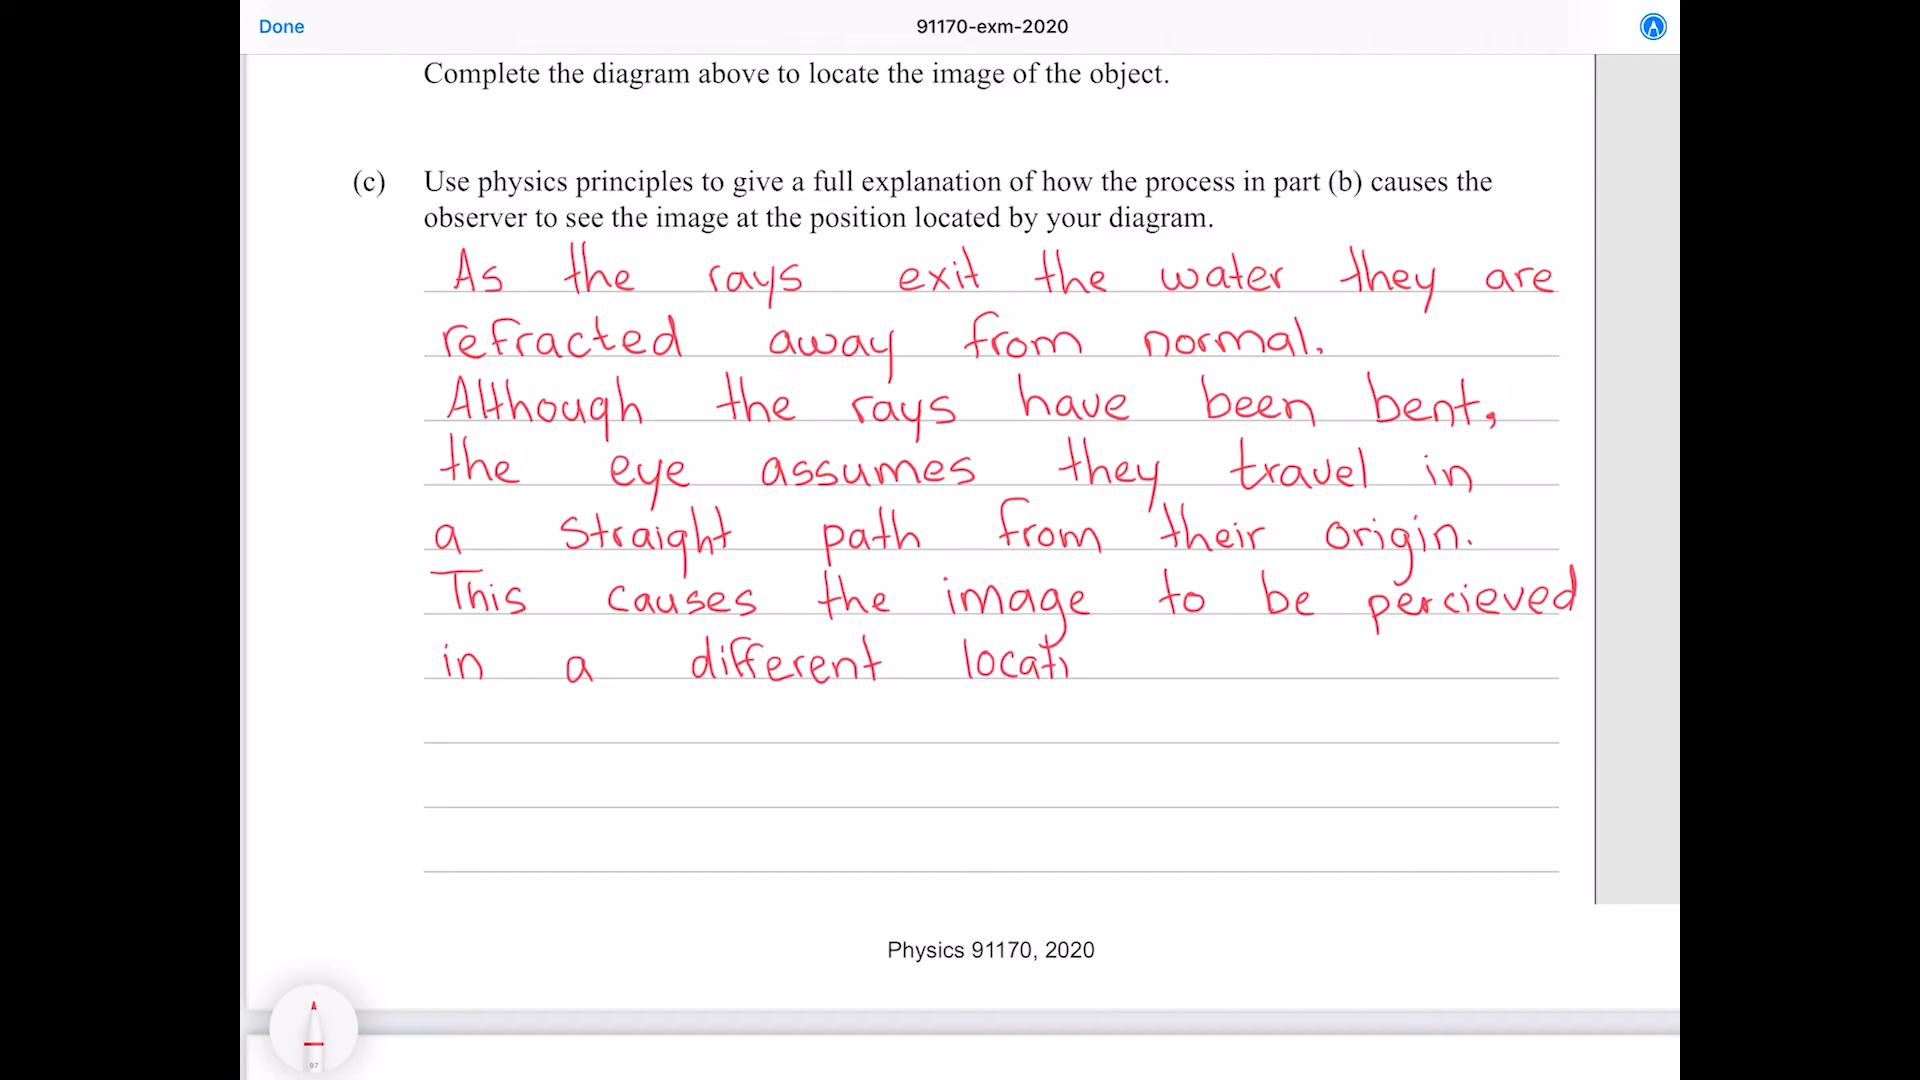 Done
91170-exm-2020
Complete the diagram above to locate the image of the object.
(c) Use physics principles to give a full explanation of how the process in part (b) causes the
observer to see the image at the position located by your diagram.
As the rays exit the water they are
refracted away from normal.
Although the rays have been bent,
the eye assumes they travel in
a straight path from their origin.
This causes the image to be percieved
in a different locati
Physics 91170, 2020
97